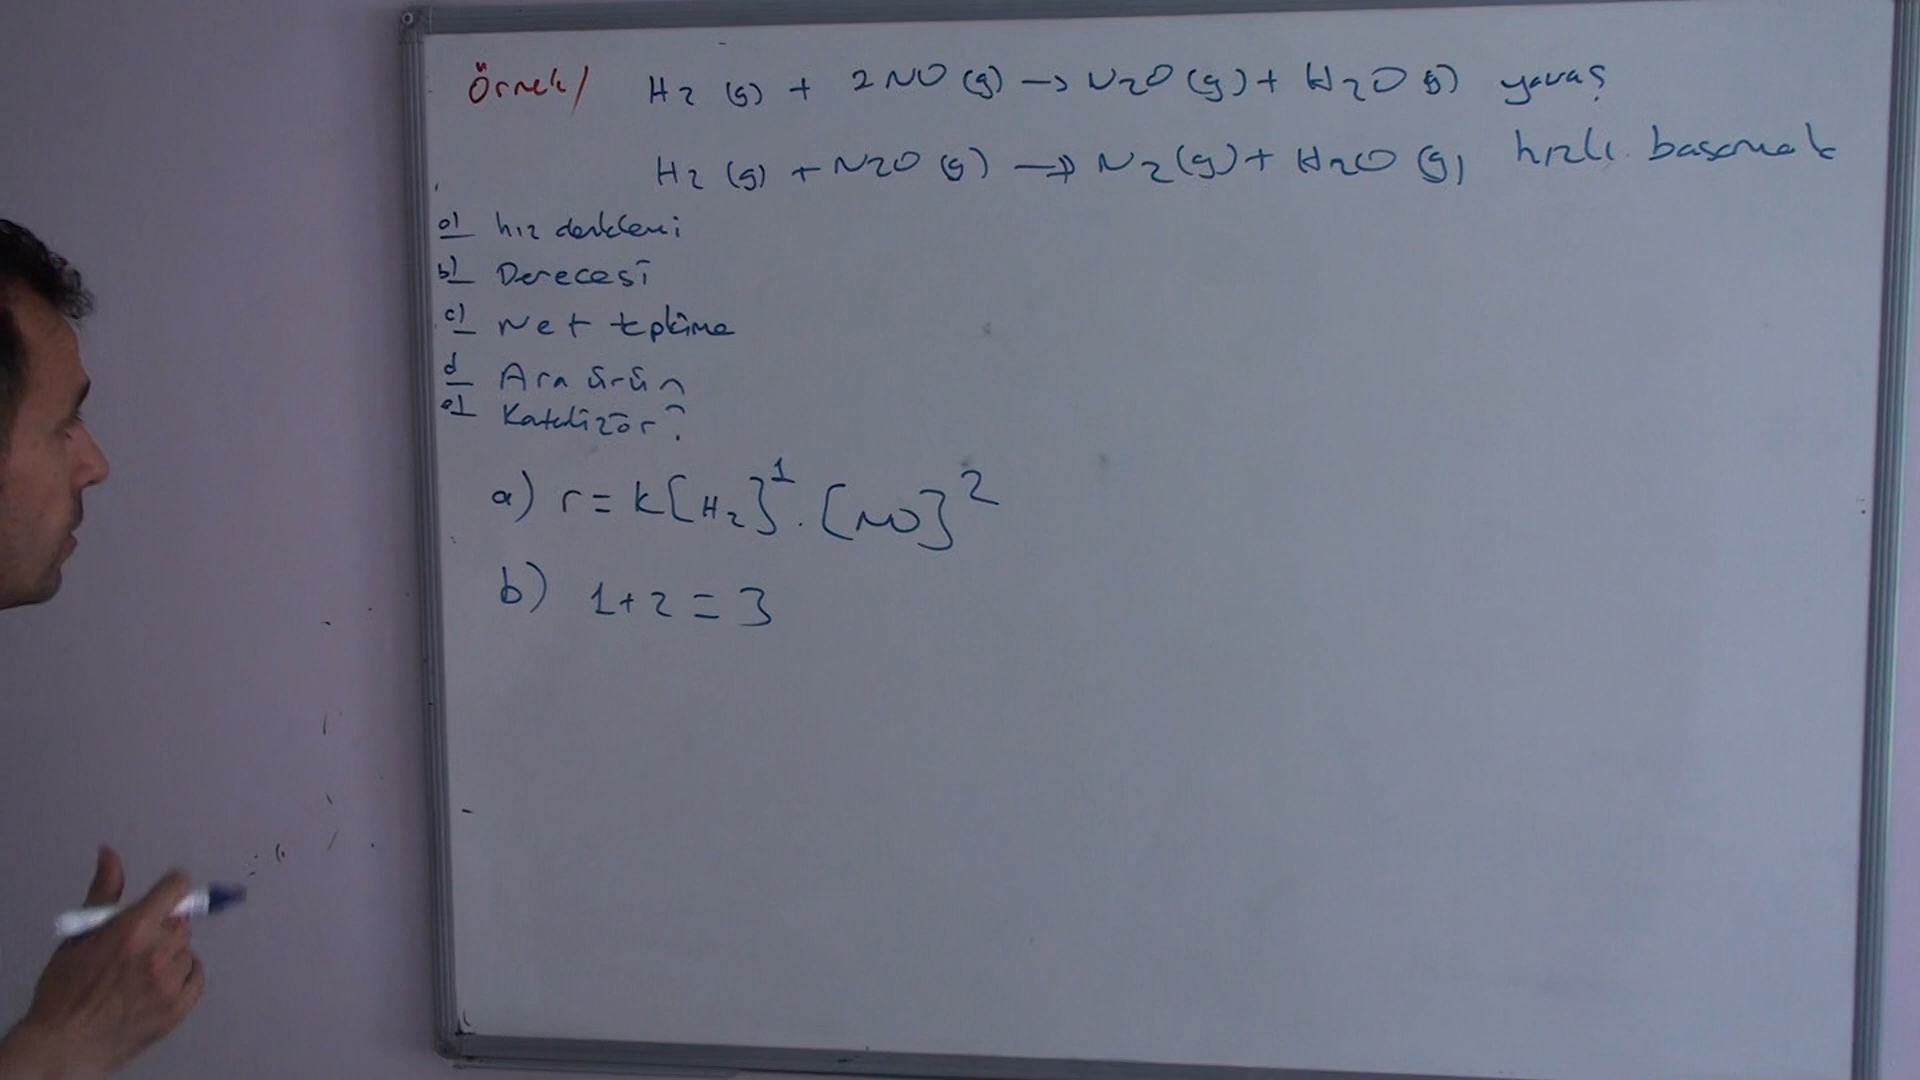 Örnek/ H2 (g) + 2NO (g) → N2O (g) + H2O (g) yavaş
H2 (g) + N2O (g) → N2 (g) + H2O (g) hızlı basamak
a) hız denklemi
b) Derecesi
c) Net tepkime
d Ara ürün
e) Katalizör?
a) r = k[H2]¹ . [NO]²
b) 1+2 = 3